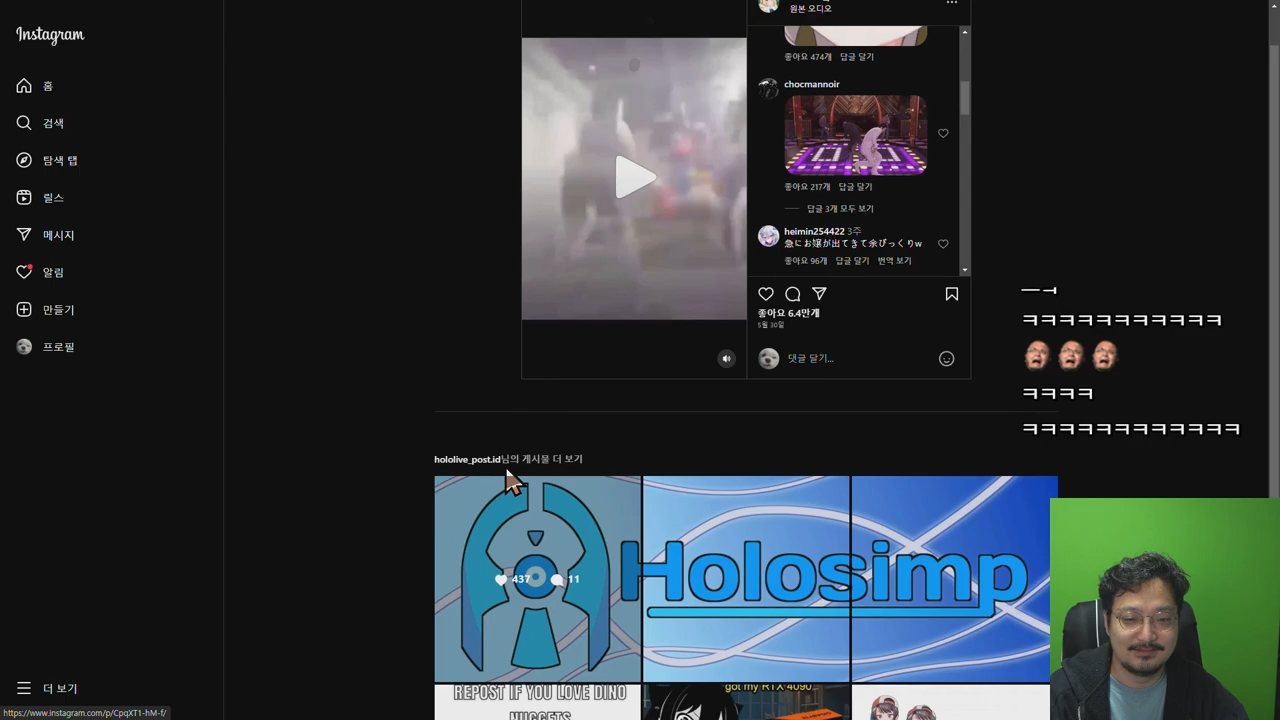 Instagram
홈
검색
탐색 탭
릴스
메시지
알림
만들기
프로필
더 보기
https://www.instagram.com/p/CpqXT1-hM-f/
원본 오디오
좋아요 474개 답글 달기
chocmannoir
좋아요 217개 답글 달기
답글 3개 모두 보기
heimin254422 3주
急にお嬢が出てきて余びっくりw
좋아요 96개 답글 달기 번역 보기
좋아요 6.4만개
5월 30일
댓글 달기...
hololive_post.id님의 게시물 더 보기
437 11
Holosimp
REPOST IF YOU LOVE DINO
NUGGETS
got my RTX 4090...
ㅡㅓ
ㅋㅋㅋㅋㅋㅋㅋㅋㅋㅋㅋ
ㅋㅋㅋㅋ
ㅋㅋㅋㅋㅋㅋㅋㅋㅋㅋㅋㅋ